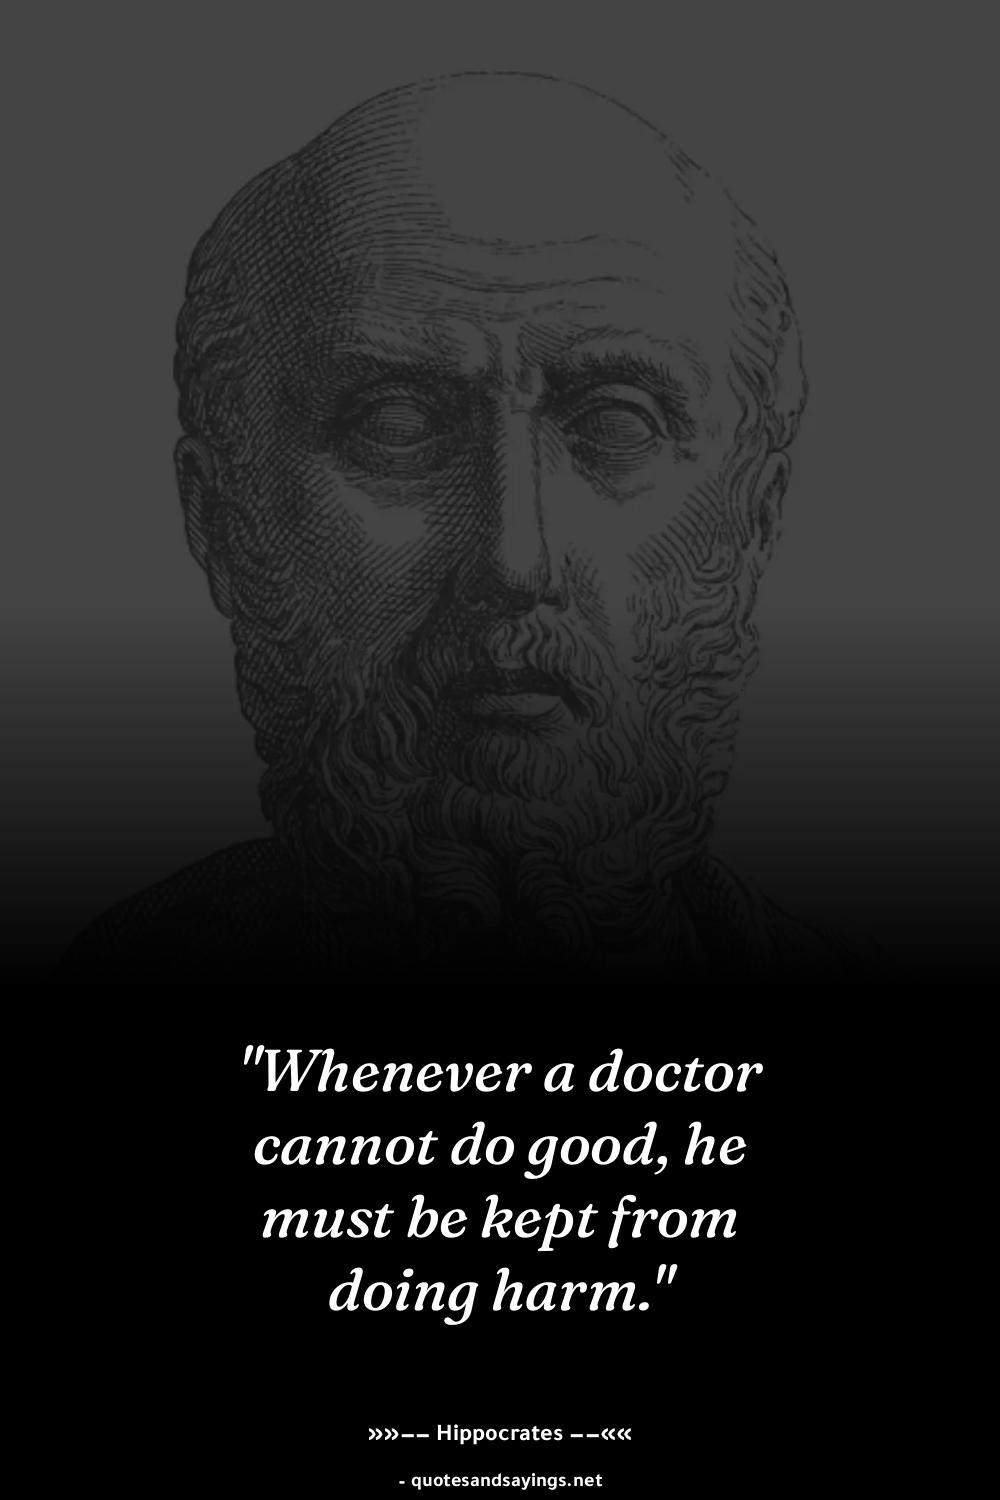 "Whenever a doctor
cannot do good, he
must be kept from
doing harm."
»»–– Hippocrates ––««
- quotesandsayings.net